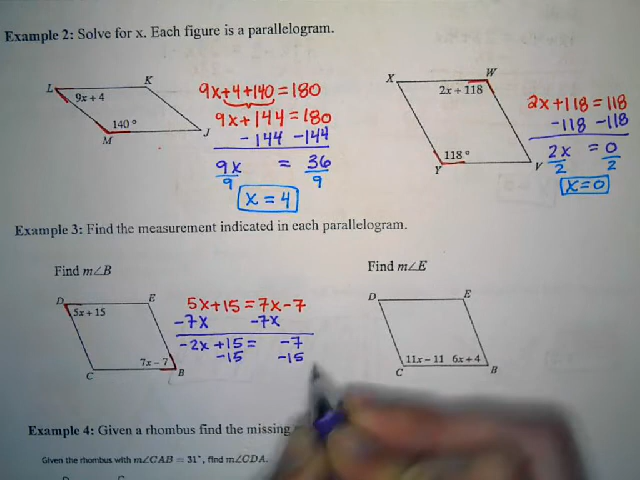 Example 2: Solve for x. Each figure is a parallelogram.
L K
9x + 4
140 °
M J
9x+4+140 = 180
9x+144 = 180
-144 -144
9x = 36
9 9
x = 4
X W
2x + 118
118 °
Y V
2x+118 = 118
-118 -118
2x = 0
2 2
x=0
Example 3: Find the measurement indicated in each parallelogram.
Find m∠B
D E
5x + 15
7x - 7
C B
5x+15 = 7x-7
-7x -7x
-2x +15 = -7
-15 -15
Find m∠E
D E
11x - 11 6x + 4
C B
Example 4: Given a rhombus find the missing
Given the rhombus with m∠CAB = 31°, find m∠CDA.